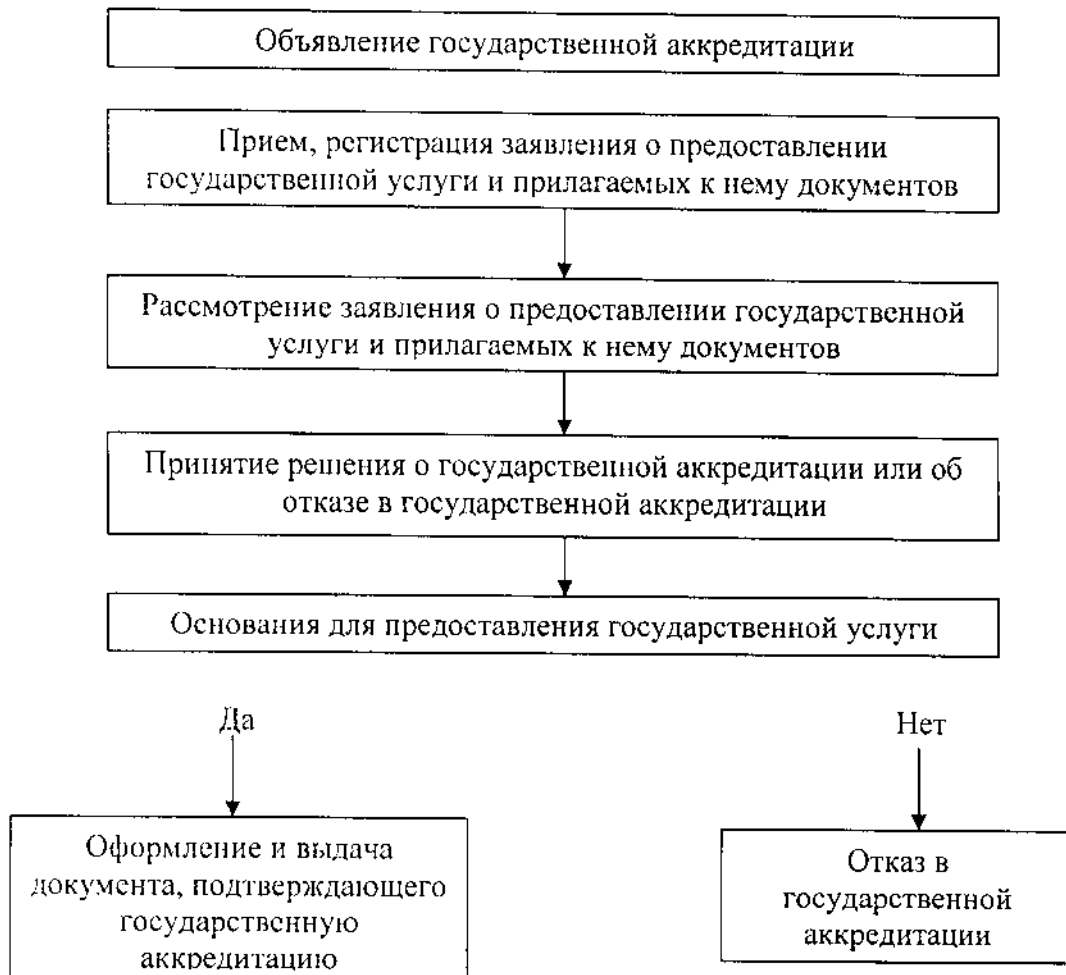 Объявление государственной аккредитации
Прием, регистрация заявления о предоставлении
государственной услуги и прилагаемых к нему документов
Рассмотрение заявления о предоставлении государственной
услуги и прилагаемых к нему документов
Принятие решения о государственной аккредитации или об
отказе в государственной аккредитации
Основания для предоставления государственной услуги
Да
Нет
Оформление и выдача
документа, подтверждающего
государственную
аккредитацию
Отказ в
государственной
аккредитации